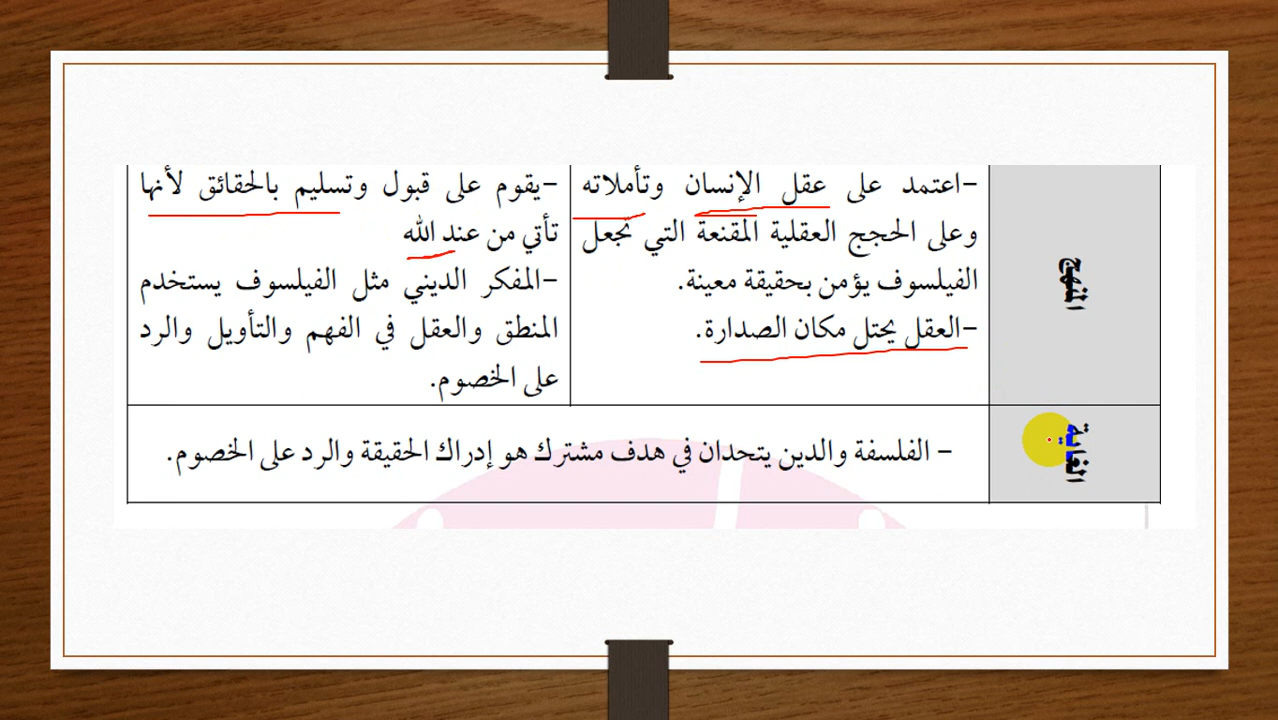 المنهج
-اعتمد على عقل الإنسان وتأملاته
وعلى الحجج العقلية المقنعة التي تجعل
الفيلسوف يؤمن بحقيقة معينة.
-العقل يحتل مكان الصدارة.
-يقوم على قبول وتسليم بالحقائق لأنها
تأتي من عند الله
-المفكر الديني مثل الفيلسوف يستخدم
المنطق والعقل في الفهم والتأويل والرد
على الخصوم.
الغاية
- الفلسفة والدين يتحدان في هدف مشترك هو إدراك الحقيقة والرد على الخصوم.